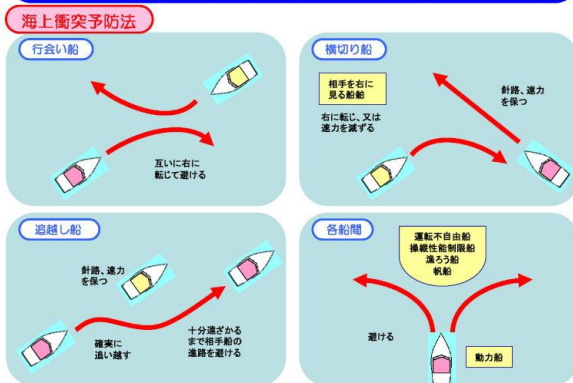 海上衝突予防法
行会い船
互いに右に
転じて避ける
横切り船
相手を右に
見る船舶
右に転じ、又は
速力を減ずる
針路、速力
を保つ
追越し船
針路、速力
を保つ
確実に
追い越す
十分遠ざかる
まで相手船の
進路を避ける
各船間
運転不自由船
操縦性能制限船
漁ろう船
帆船
避ける
動力船